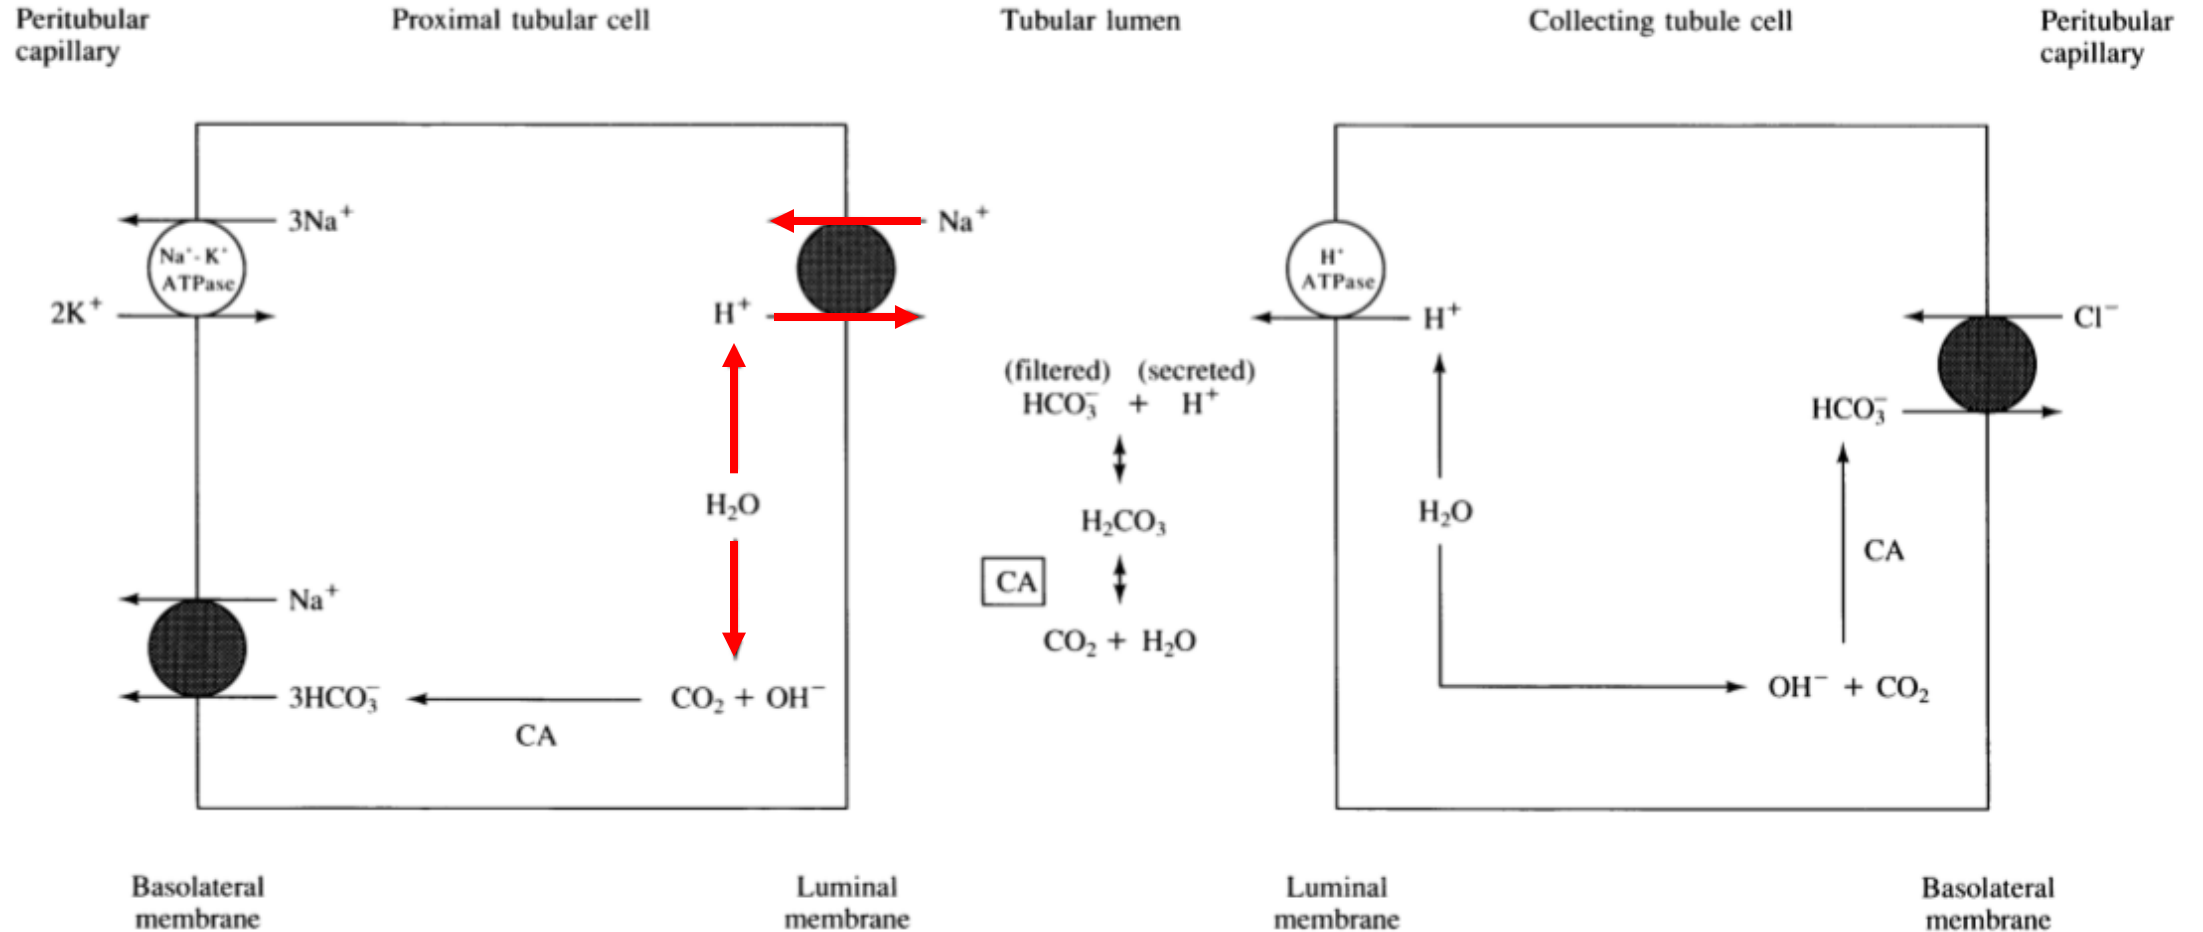 Peritubular
capillary
Proximal tubular cell
Tubular lumen
Collecting tubule cell
Peritubular
capillary
3Na⁺
Na⁺-K⁺
ATPase
2K⁺
Na⁺
H⁺
H₂O
CO₂ + OH⁻
CA
Na⁺
3HCO₃⁻
(filtered) (secreted)
HCO₃⁻ + H⁺
H₂CO₃
CA
CO₂ + H₂O
H⁺
ATPase
H⁺
H₂O
OH⁻ + CO₂
CA
HCO₃⁻
Cl⁻
Basolateral
membrane
Luminal
membrane
Luminal
membrane
Basolateral
membrane